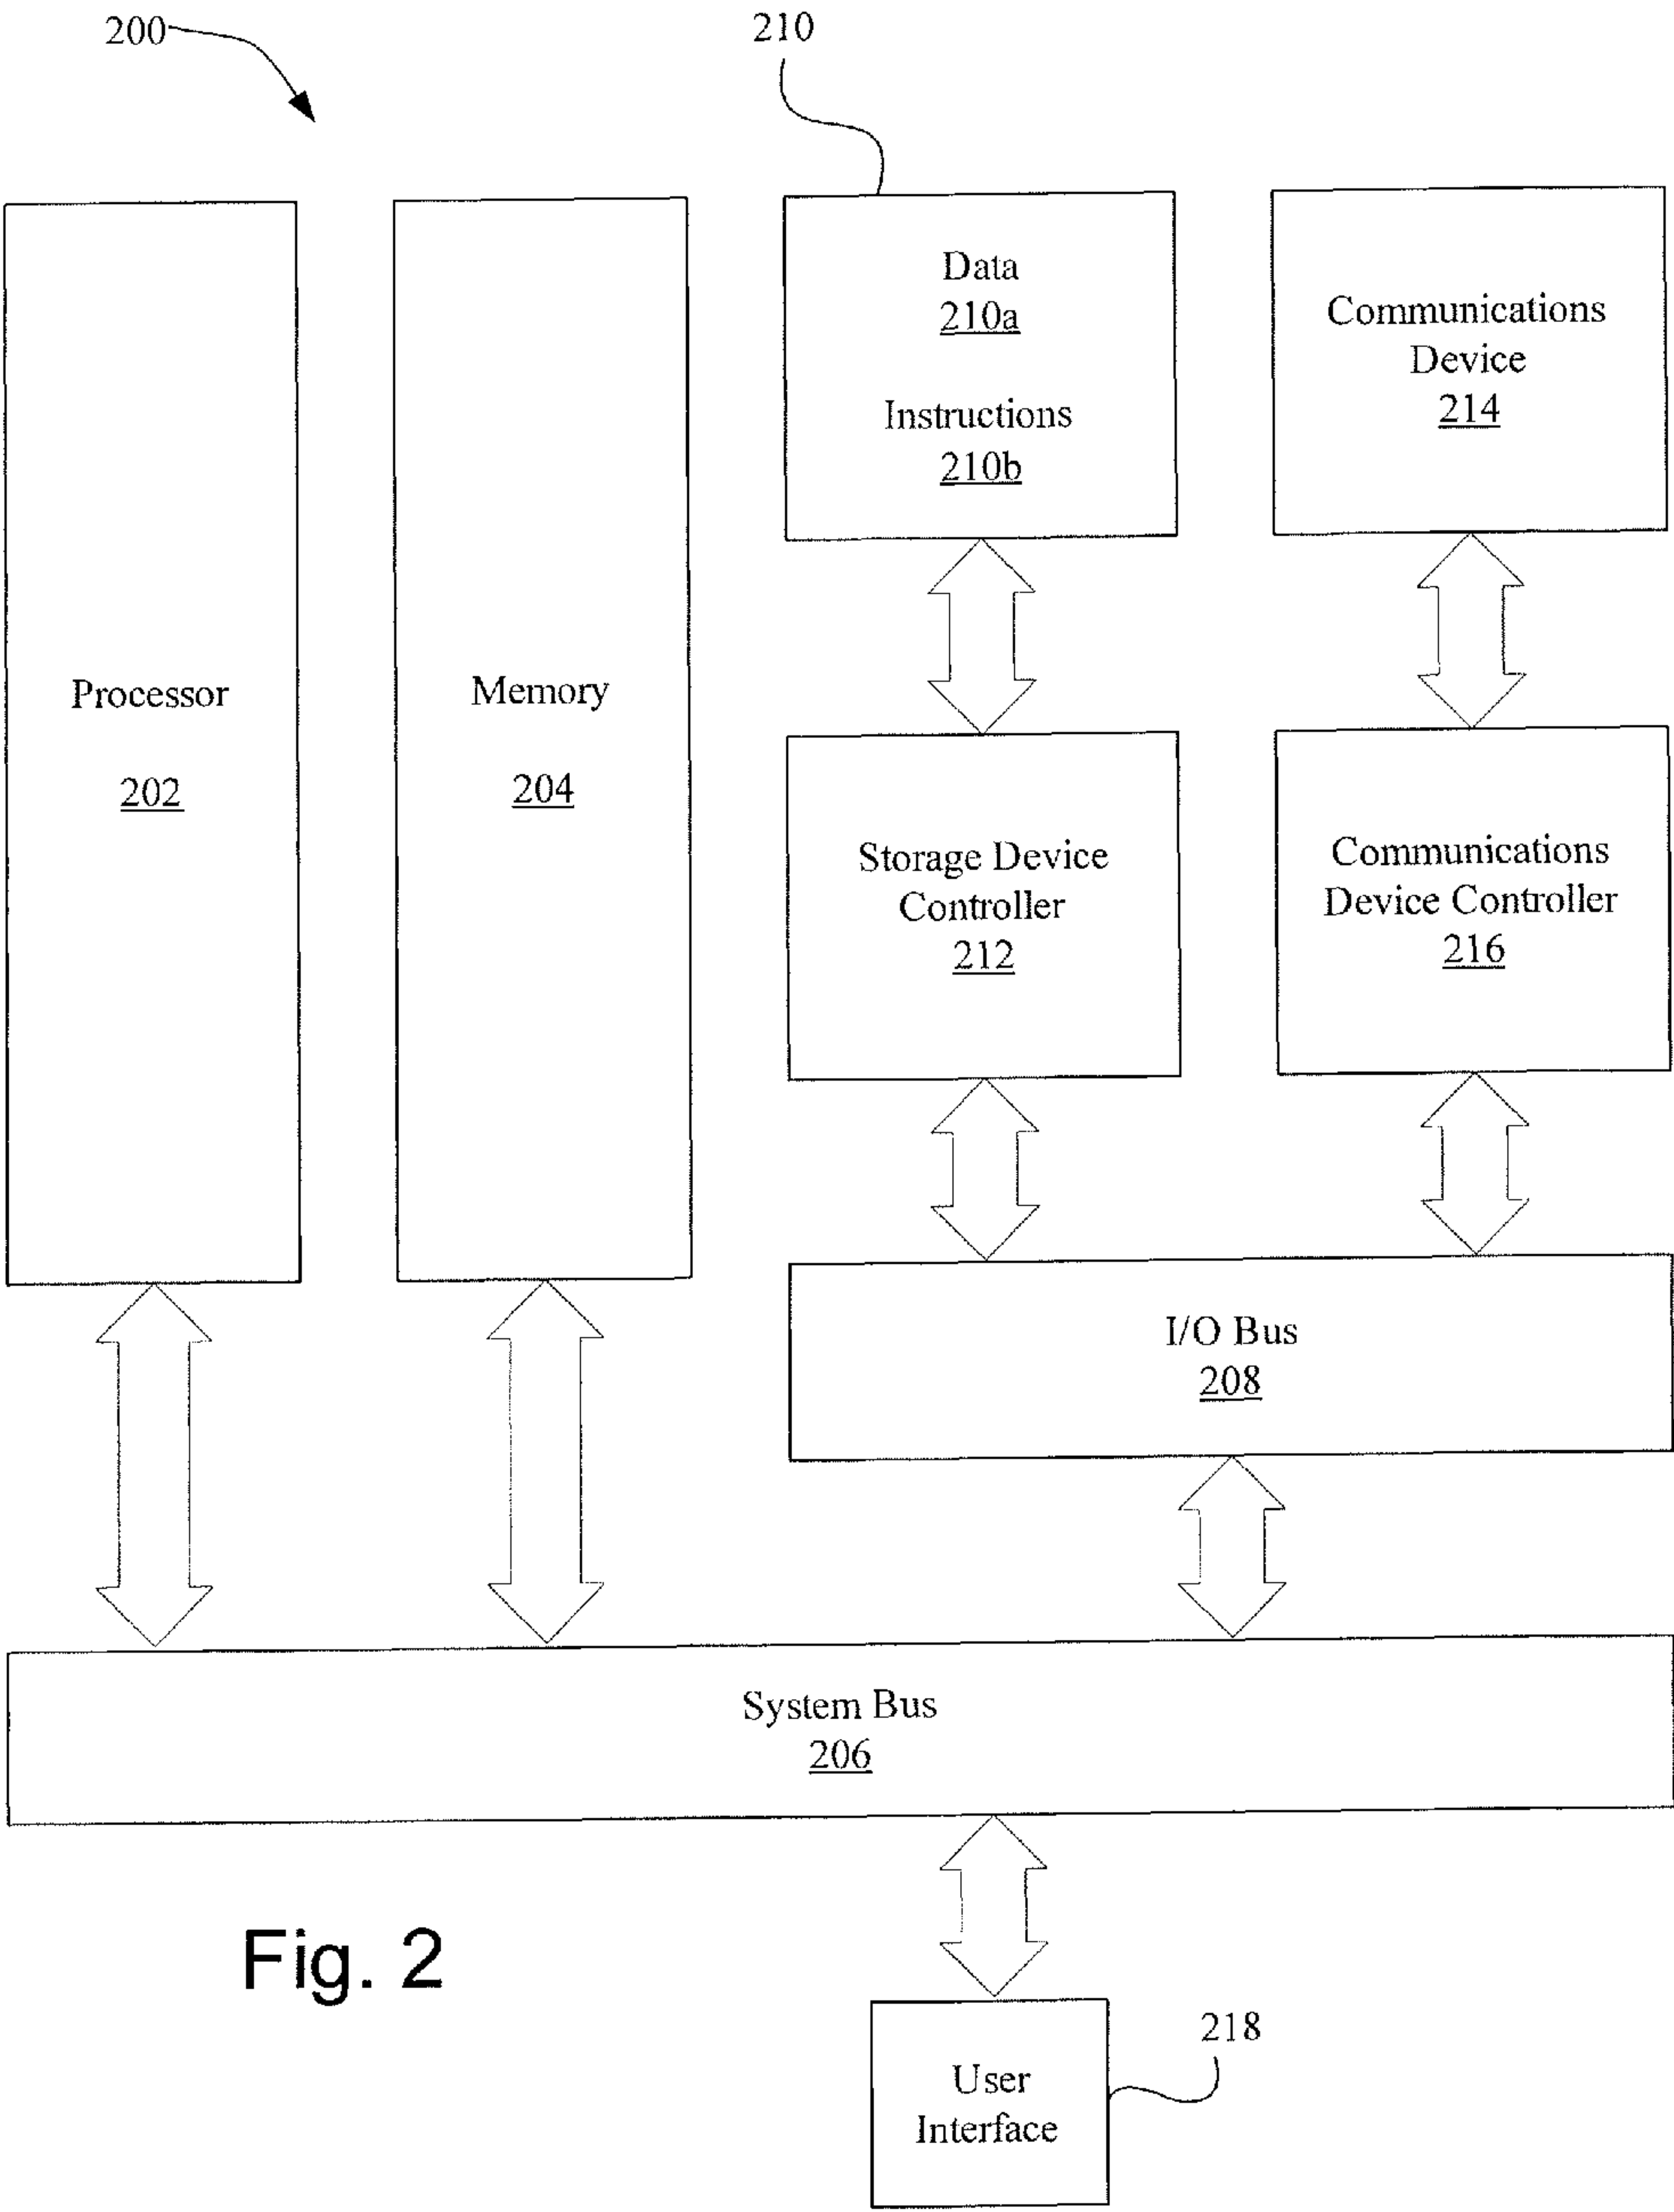 200
210
Data
210a
Instructions
210b
Communications
Device
214
Processor
202
Memory
204
Storage Device
Controller
212
Communications
Device Controller
216
I/O Bus
208
System Bus
206
Fig. 2
218
User
Interface